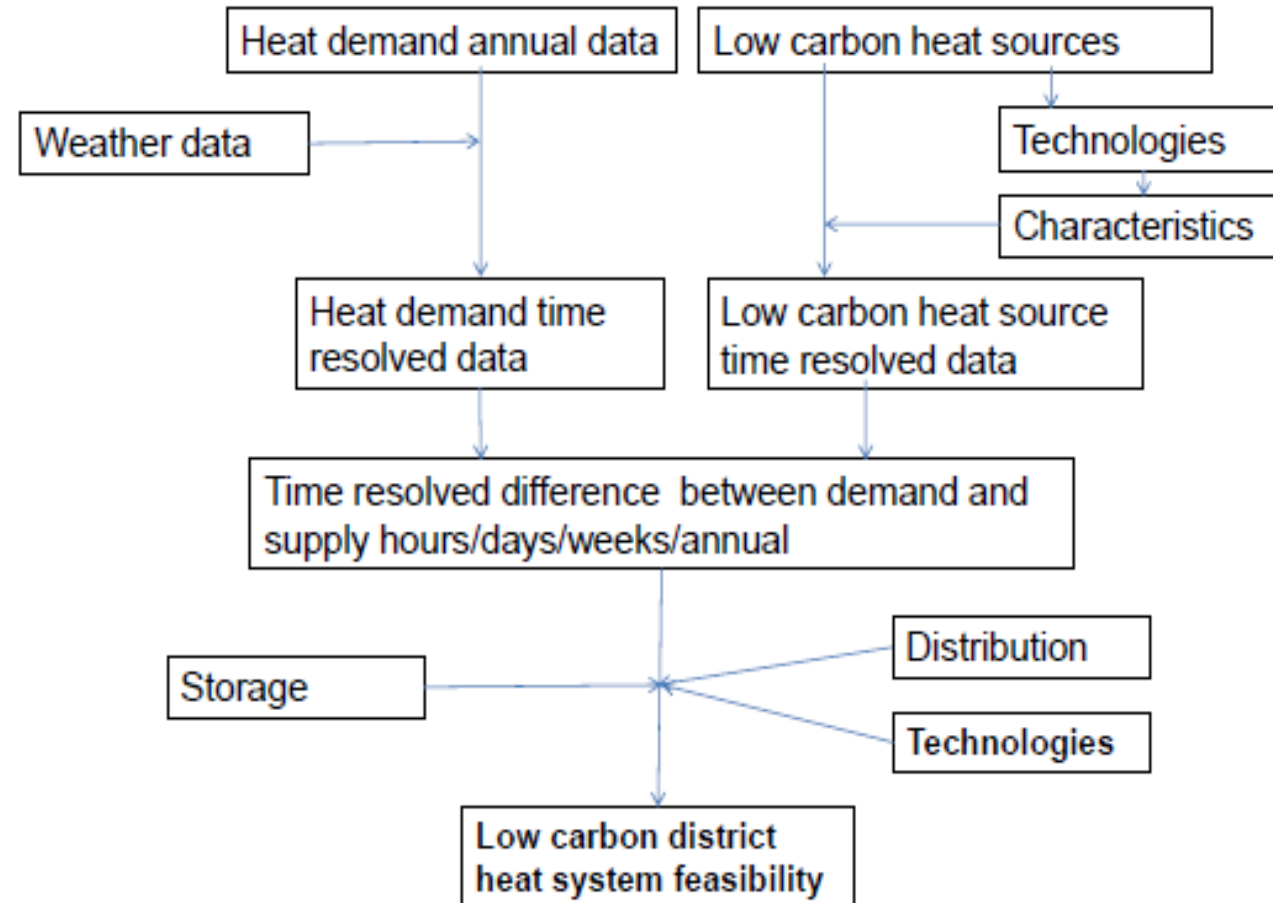 Heat demand annual data
Low carbon heat sources
Weather data
Technologies
Characteristics
Heat demand time
resolved data
Low carbon heat source
time resolved data
Time resolved difference  between demand and
supply hours/days/weeks/annual
Distribution
Storage
Technologies
Low carbon district
heat system feasibility